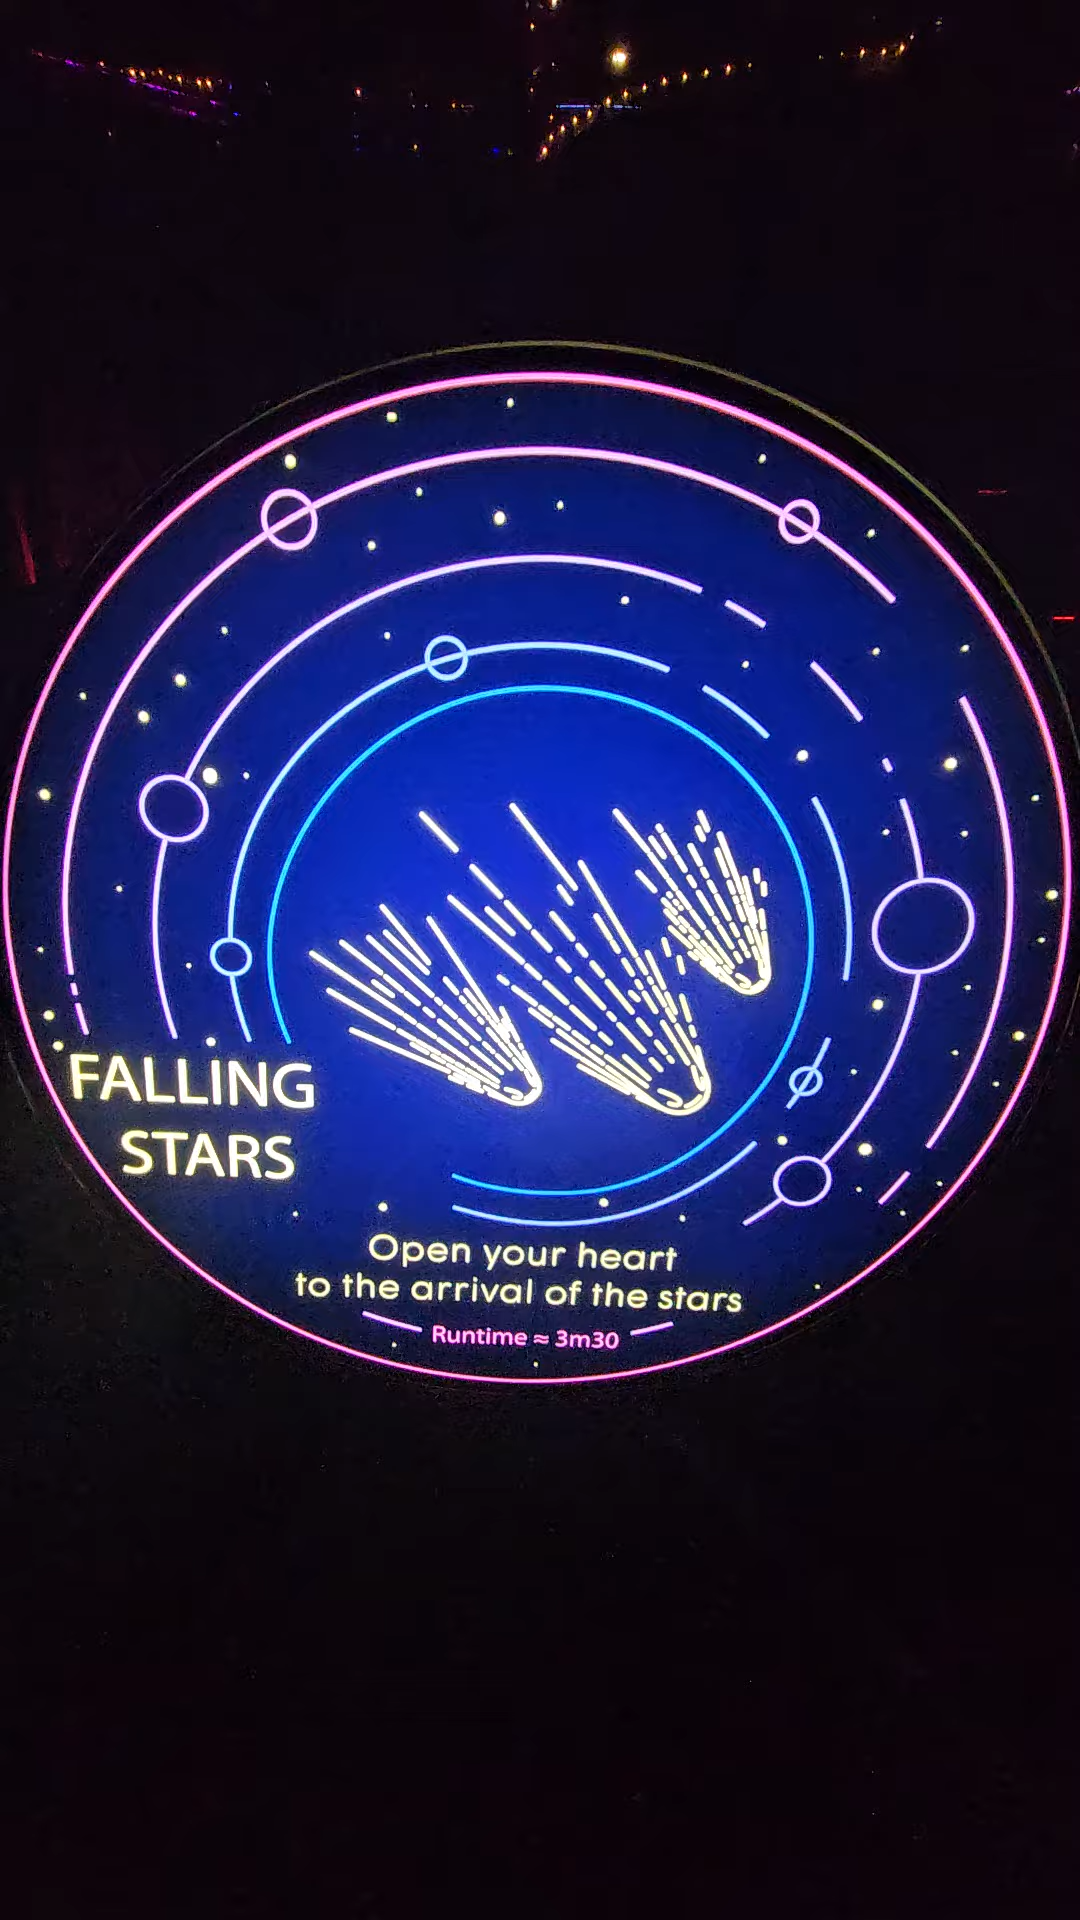 FALLING
STARS
Open your heart
to the arrival of the stars
Runtime ≈ 3m30